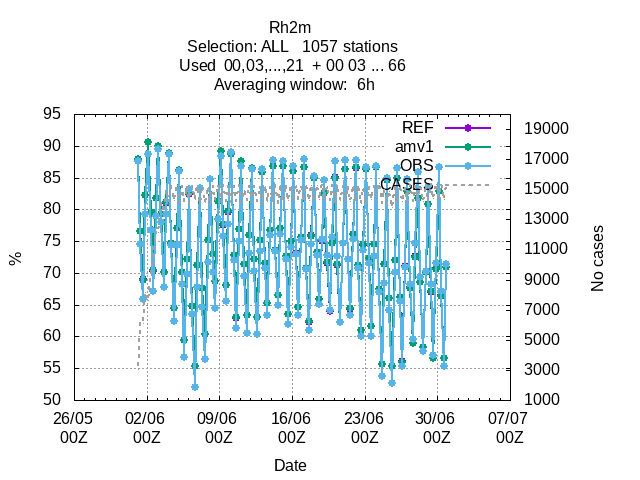 Rh2m
Selection: ALL   1057 stations
Used  00,03,...,21  + 00 03 ... 66
Averaging window:  6h
95
90
85
80
75
70
65
60
55
50
%
19000
17000
15000
13000
11000
9000
7000
5000
3000
1000
No cases
REF
amv1
OBS
CASES
26/05 00Z
02/06 00Z
09/06 00Z
16/06 00Z
23/06 00Z
30/06 00Z
07/07 00Z
Date